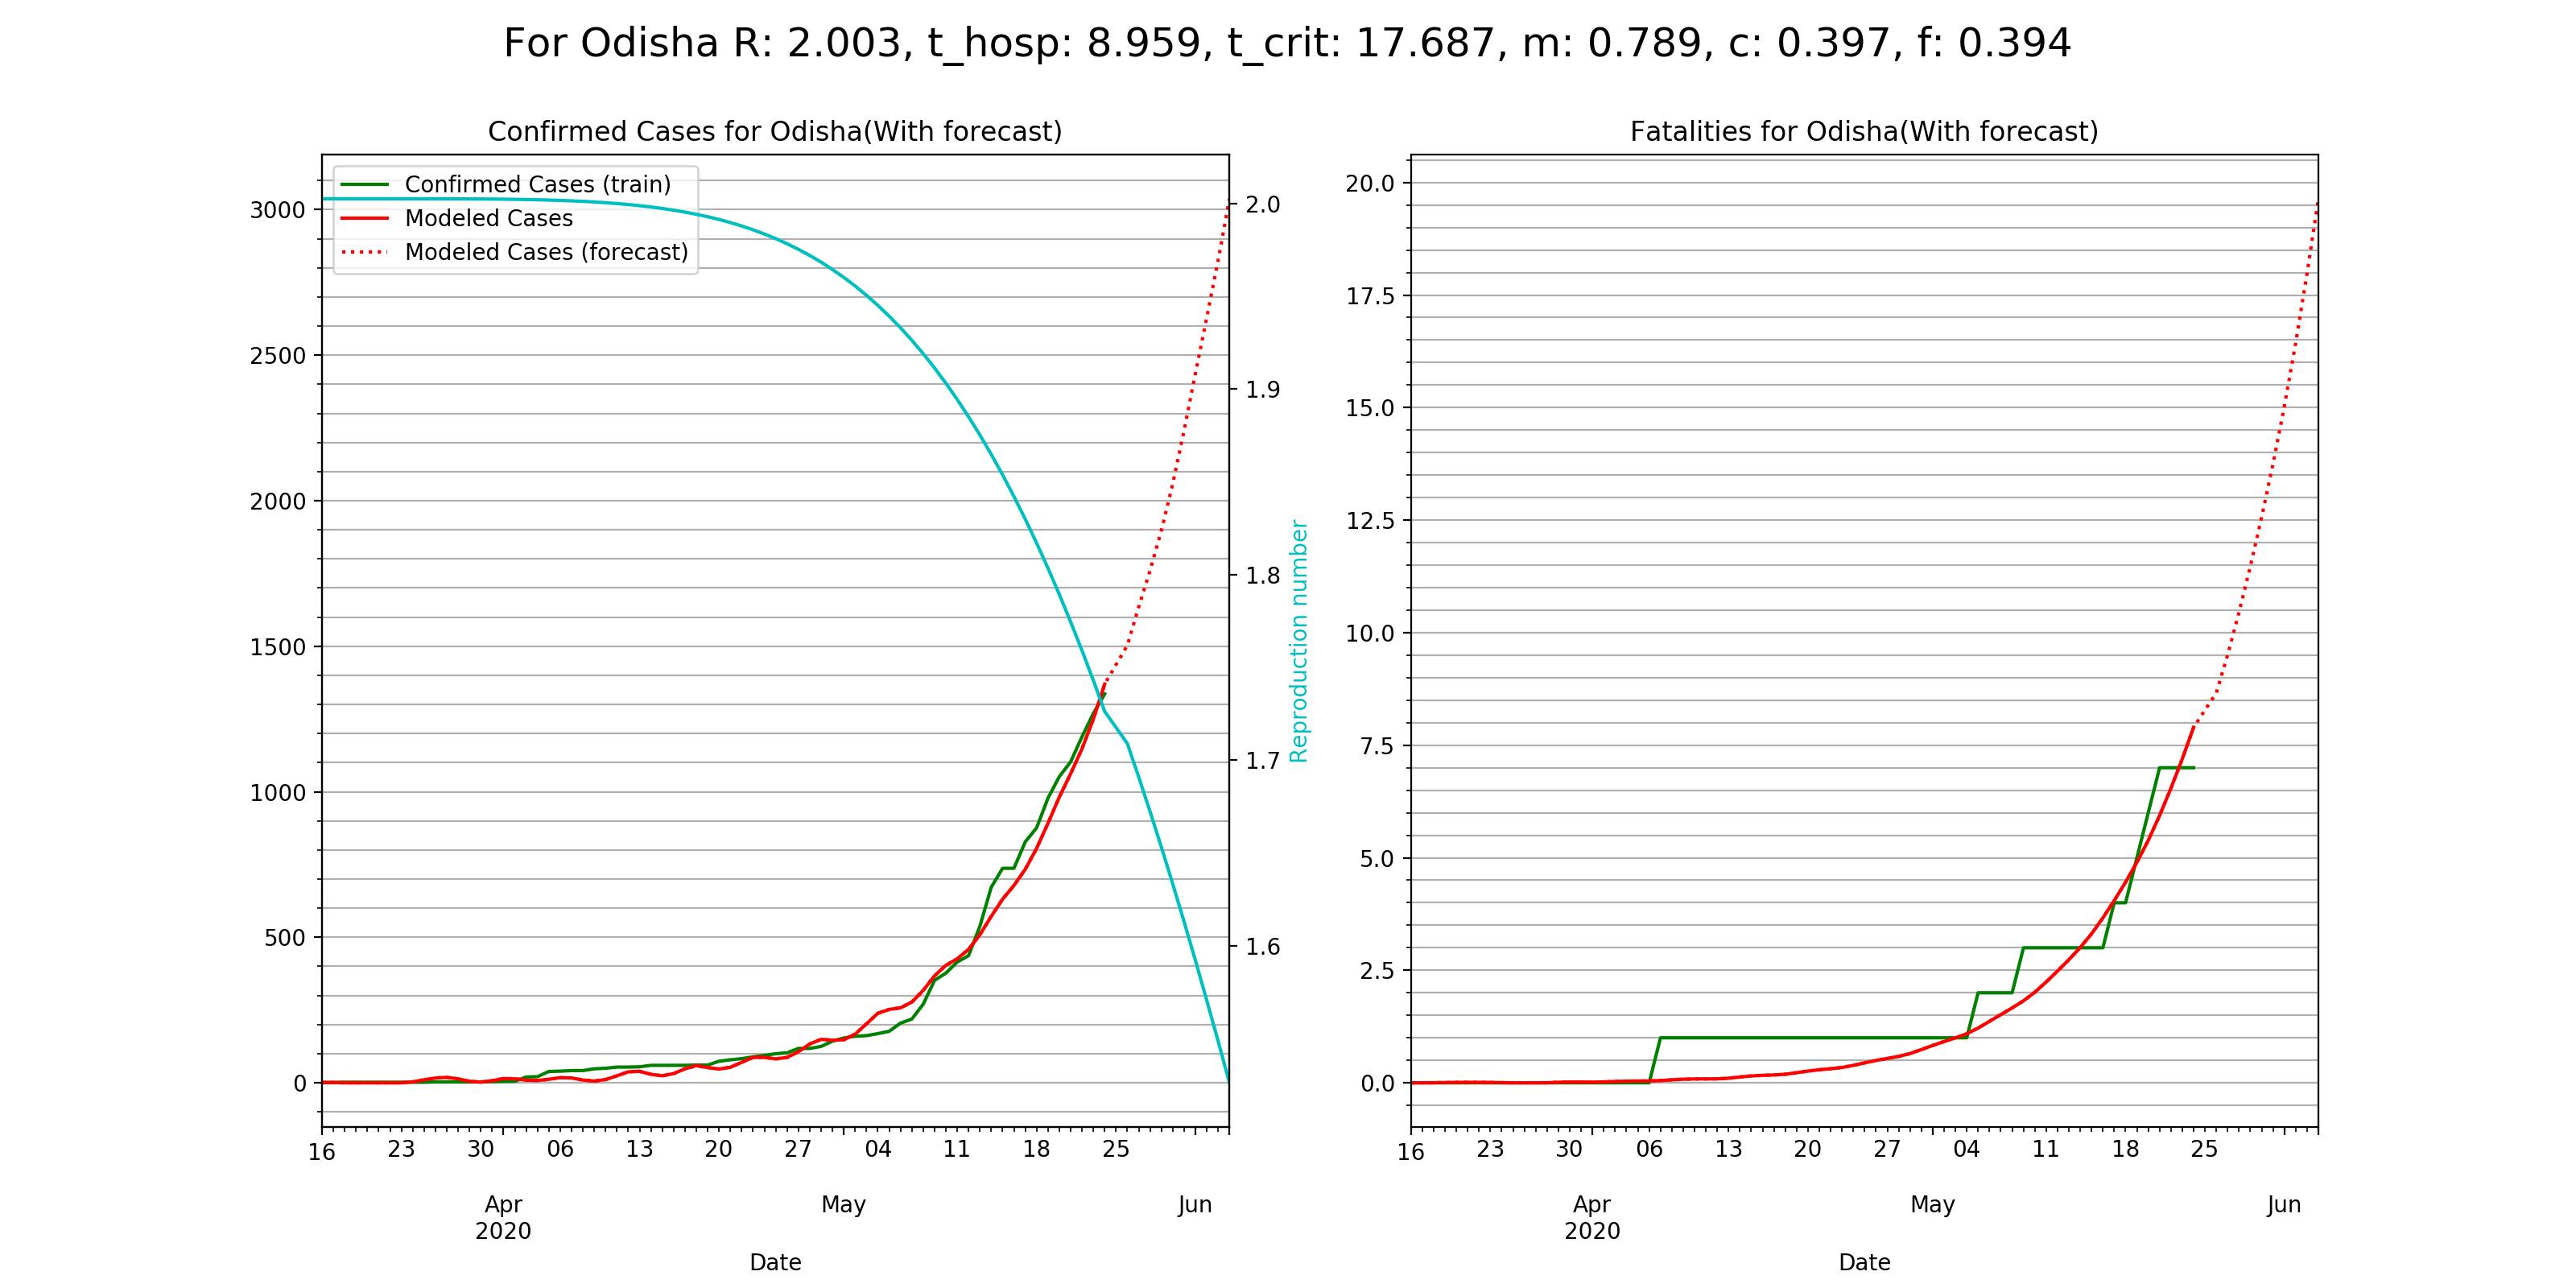 For Odisha R: 2.003, t_hosp: 8.959, t_crit: 17.687, m: 0.789, c: 0.397, f: 0.394
Confirmed Cases for Odisha(With forecast)
Confirmed Cases (train)
Modeled Cases
Modeled Cases (forecast)
3000
2500
2000
1500
1000
500
0
2.0
1.9
1.8
1.7
1.6
Reproduction number
16 23 30 06 13 20 27 04 11 18 25
Apr May Jun
2020
Date
Fatalities for Odisha(With forecast)
20.0
17.5
15.0
12.5
10.0
7.5
5.0
2.5
0.0
16 23 30 06 13 20 27 04 11 18 25
Apr May Jun
2020
Date